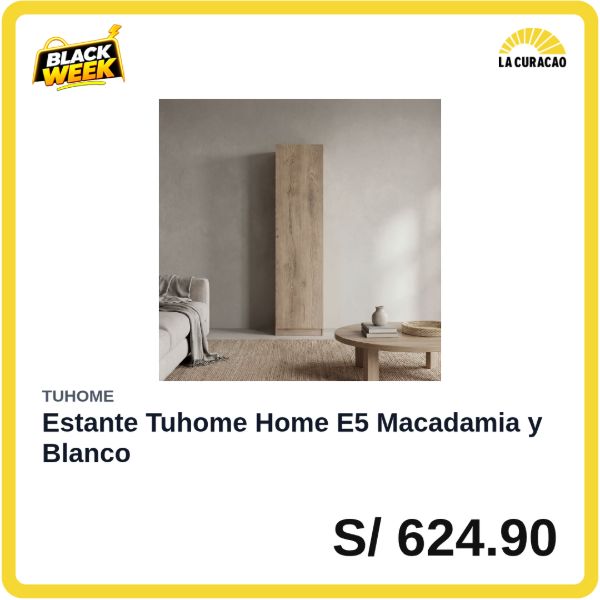 BLACK
WEEK
LA CURACAO
TUHOME
Estante Tuhome Home E5 Macadamia y
Blanco
S/ 624.90